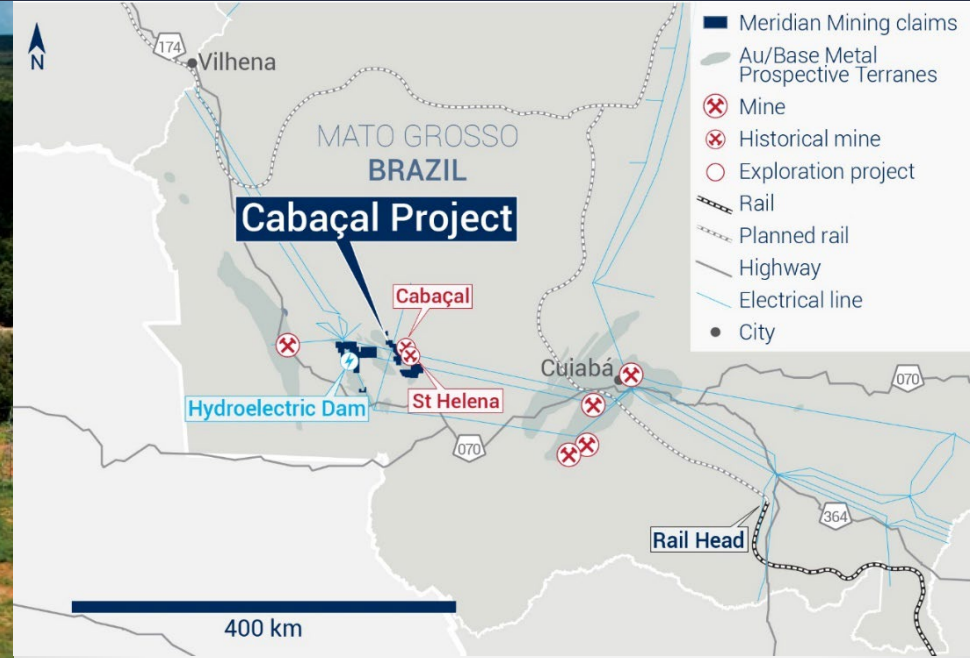 N
174
Vilhena
MATO GROSSO
BRAZIL
Cabaçal Project
Cabaçal
St Helena
Hydroelectric Dam
Cuiabá
070
070
364
Rail Head
400 km
Meridian Mining claims
Au/Base Metal
Prospective Terranes
Mine
Historical mine
Exploration project
Rail
Planned rail
Highway
Electrical line
City